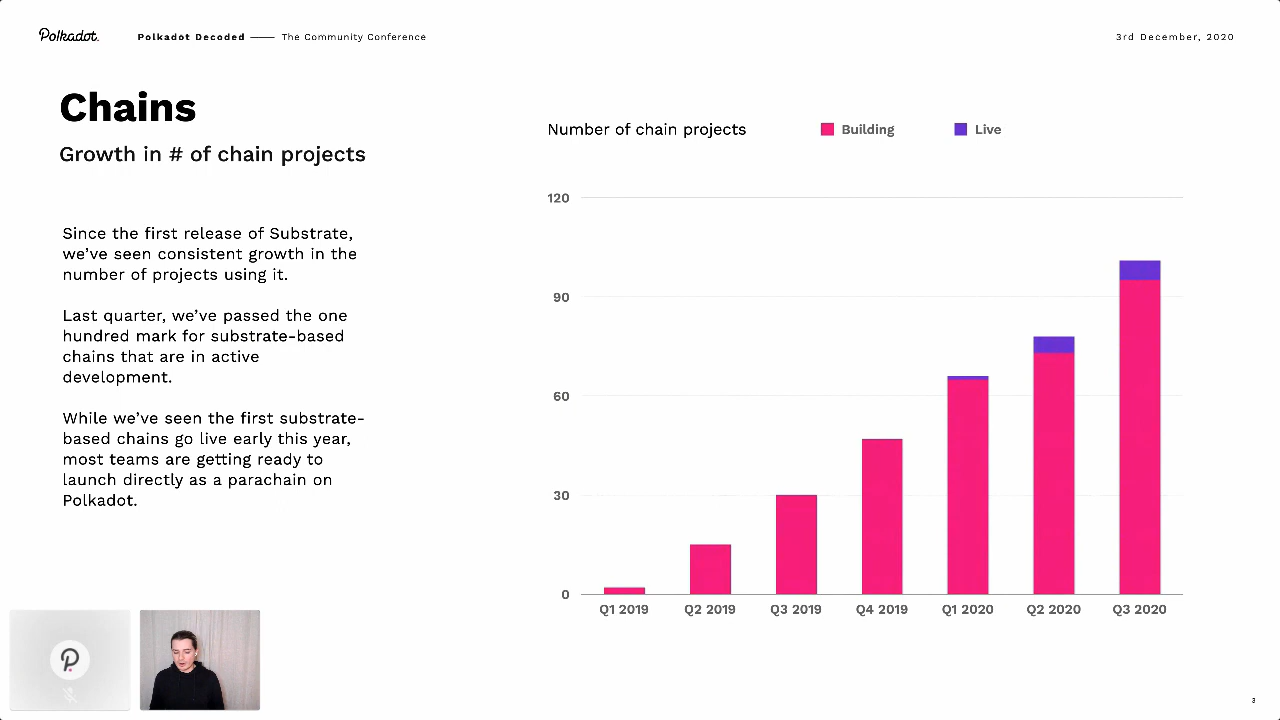 Polkadot.
Polkadot Decoded
The Community Conference
3rd December, 2020
Chains
Growth in # of chain projects
Since the first release of Substrate,
we’ve seen consistent growth in the
number of projects using it.
Last quarter, we’ve passed the one
hundred mark for substrate-based
chains that are in active
development.
While we’ve seen the first substrate-
based chains go live early this year,
most teams are getting ready to
launch directly as a parachain on
Polkadot.
Number of chain projects
Building
Live
120
90
60
30
0
Q1 2019
Q2 2019
Q3 2019
Q4 2019
Q1 2020
Q2 2020
Q3 2020
P
3